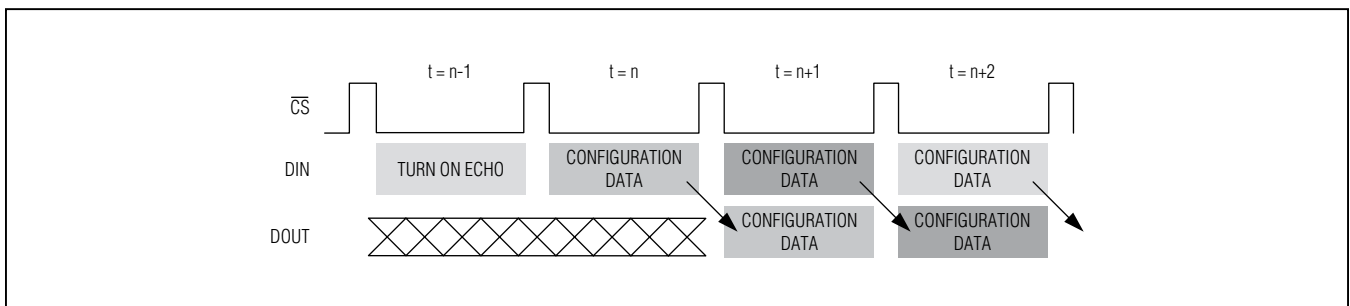 t = n-1
t = n
t = n+1
t = n+2
CS
DIN
TURN ON ECHO
CONFIGURATION
DATA
CONFIGURATION
DATA
CONFIGURATION
DATA
DOUT
CONFIGURATION
DATA
CONFIGURATION
DATA